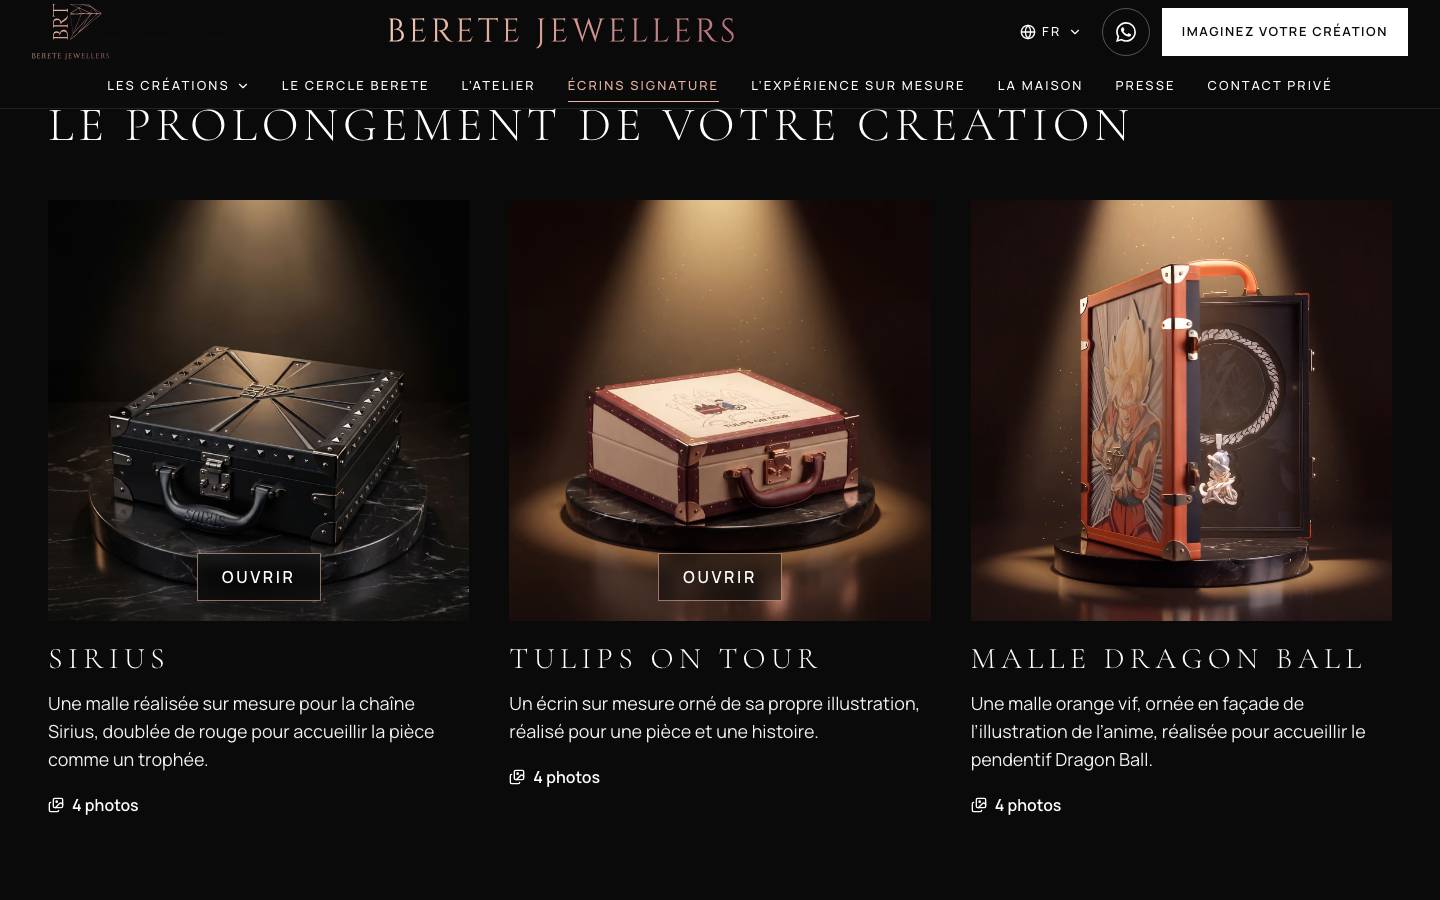 BRT
BERETE JEWELLERS
BERETE JEWELLERS
FR
IMAGINEZ VOTRE CRÉATION
LES CRÉATIONS
LE CERCLE BERETE
L'ATELIER
ÉCRINS SIGNATURE
L'EXPÉRIENCE SUR MESURE
LA MAISON
PRESSE
CONTACT PRIVÉ
LE PROLONGEMENT DE VOTRE CRÉATION
SIRIUS
OUVRIR
TULIPS ON TOUR
OUVRIR
SIRIUS
Une malle réalisée sur mesure pour la chaîne
Sirius, doublée de rouge pour accueillir la pièce
comme un trophée.
4 photos
TULIPS ON TOUR
Un écrin sur mesure orné de sa propre illustration,
réalisé pour une pièce et une histoire.
4 photos
MALLE DRAGON BALL
Une malle orange vif, ornée en façade de
l'illustration de l'anime, réalisée pour accueillir le
pendentif Dragon Ball.
4 photos